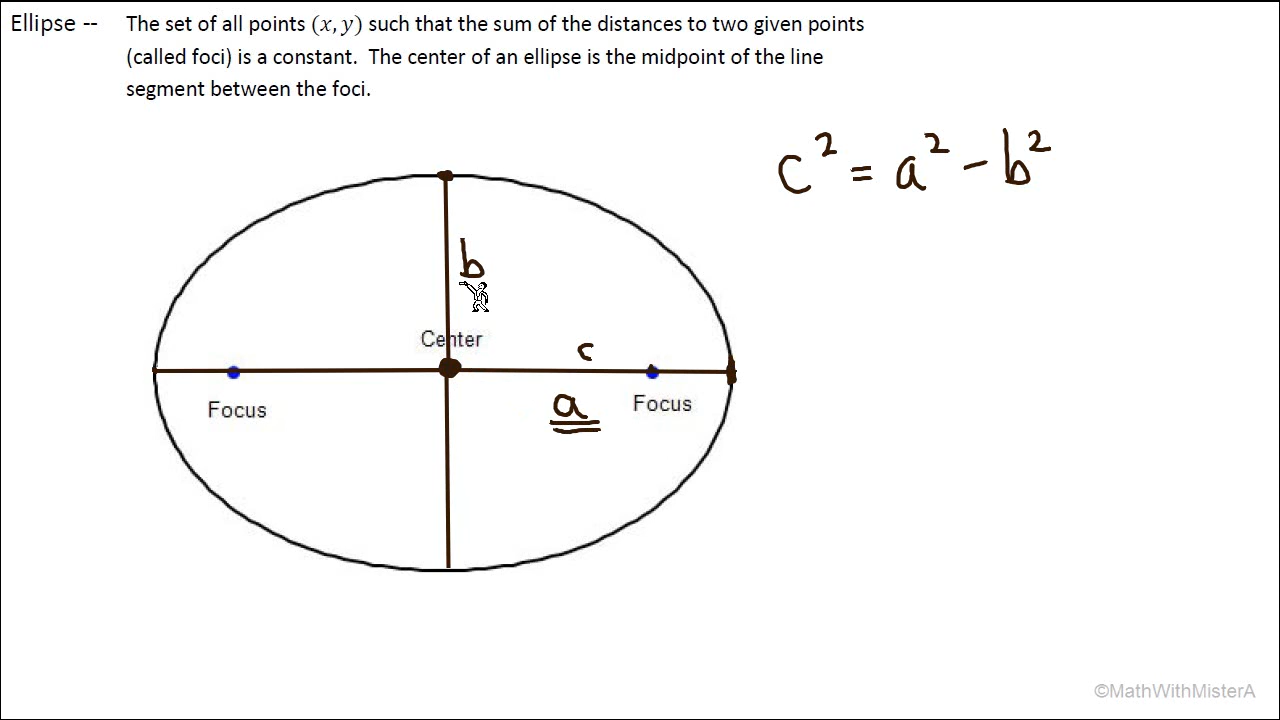 Ellipse -- The set of all points (x, y) such that the sum of the distances to two given points
(called foci) is a constant. The center of an ellipse is the midpoint of the line
segment between the foci.
c² = a² - b²
b
Center
c
a
Focus
Focus
©MathWithMisterA